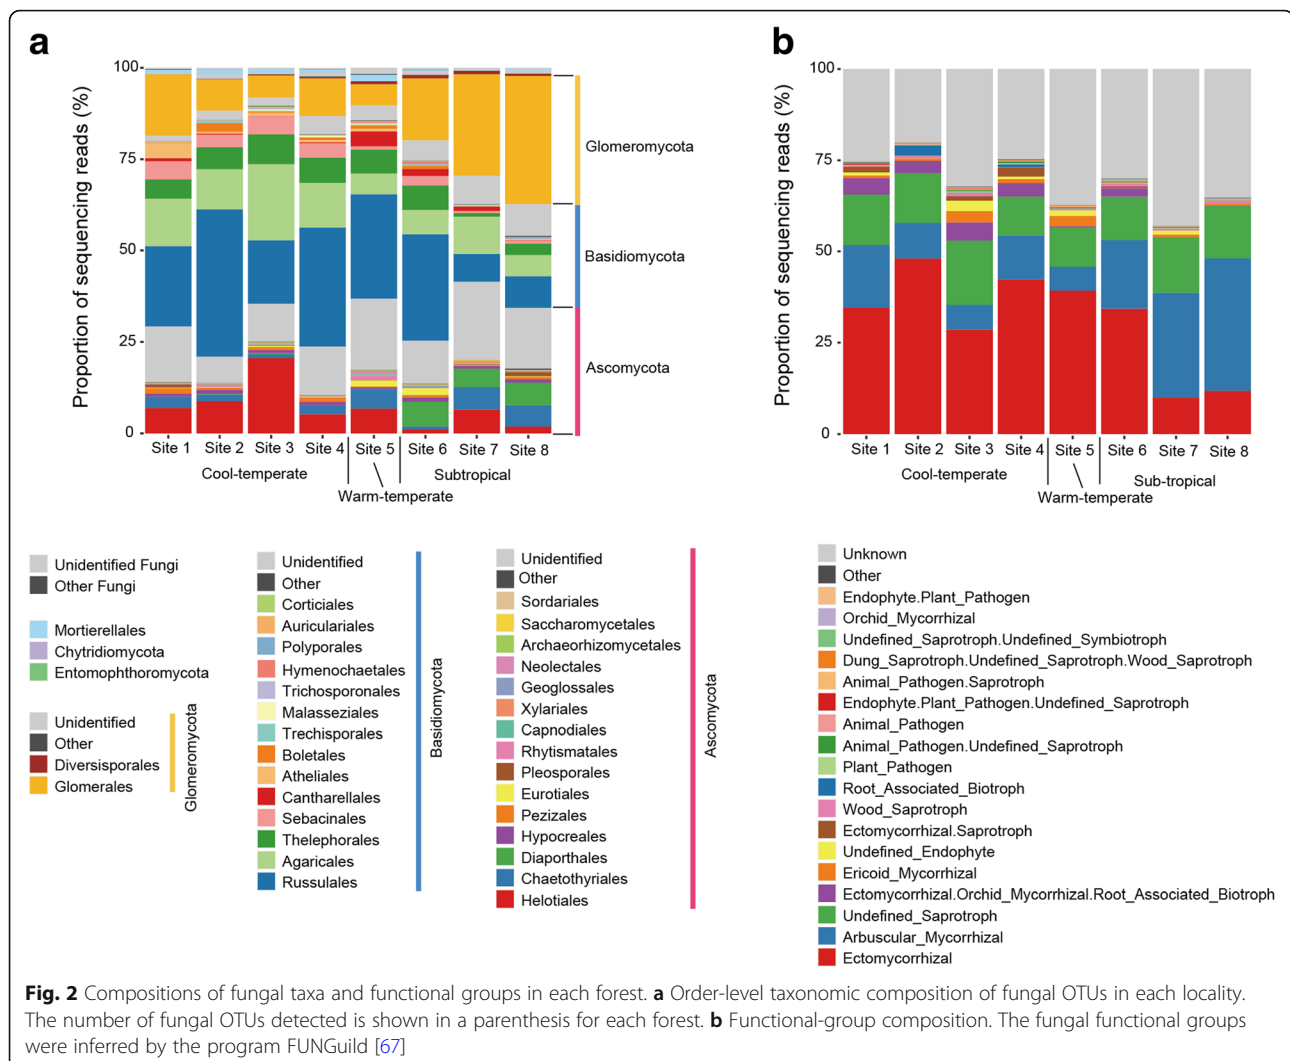 a
b
Proportion of sequencing reads (%)
100
75
50
25
0
Site 1
Site 2
Site 3
Site 4
Site 5
Site 6
Site 7
Site 8
Cool-temperate
Subtropical
Warm-temperate
Glomeromycota
Basidiomycota
Ascomycota
Proportion of sequencing reads (%)
100
75
50
25
0
Site 1
Site 2
Site 3
Site 4
Site 5
Site 6
Site 7
Site 8
Cool-temperate
Sub-tropical
Warm-temperate
Unidentified Fungi
Other Fungi
Mortierellales
Chytridiomycota
Entomophthoromycota
Unidentified
Other
Diversisporales
Glomerales
Glomeromycota
Unidentified
Other
Corticiales
Auriculariales
Polyporales
Hymenochaetales
Trichosporonales
Malasseziales
Trechisporales
Boletales
Atheliales
Cantharellales
Sebacinales
Thelephorales
Agaricales
Russulales
Basidiomycota
Unidentified
Other
Sordariales
Saccharomycetales
Archaeorhizomycetales
Neolectales
Geoglossales
Xylariales
Capnodiales
Rhytismatales
Pleosporales
Eurotiales
Pezizales
Hypocreales
Diaporthales
Chaetothyriales
Helotiales
Ascomycota
Unknown
Other
Endophyte.Plant_Pathogen
Orchid_Mycorrhizal
Undefined_Saprotroph.Undefined_Symbiotroph
Dung_Saprotroph.Undefined_Saprotroph.Wood_Saprotroph
Animal_Pathogen.Saprotroph
Endophyte.Plant_Pathogen.Undefined_Saprotroph
Animal_Pathogen
Animal_Pathogen.Undefined_Saprotroph
Plant_Pathogen
Root_Associated_Biotroph
Wood_Saprotroph
Ectomycorrhizal.Saprotroph
Undefined_Endophyte
Ericoid_Mycorrhizal
Ectomycorrhizal.Orchid_Mycorrhizal.Root_Associated_Biotroph
Undefined_Saprotroph
Arbuscular_Mycorrhizal
Ectomycorrhizal
Fig. 2 Compositions of fungal taxa and functional groups in each forest. a Order-level taxonomic composition of fungal OTUs in each locality.
The number of fungal OTUs detected is shown in a parenthesis for each forest. b Functional-group composition. The fungal functional groups
were inferred by the program FUNGuild [67]